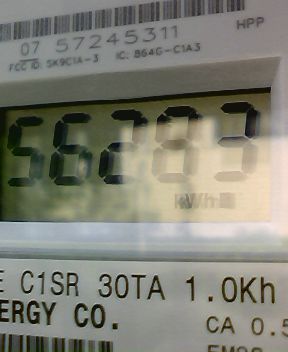 HPP
07 57245311
FCC ID: SK9C1A-3 IC: 864G-C1A3
56283
kWh
E C1SR 30TA 1.0Kh
ERGY CO.
CA 0.5